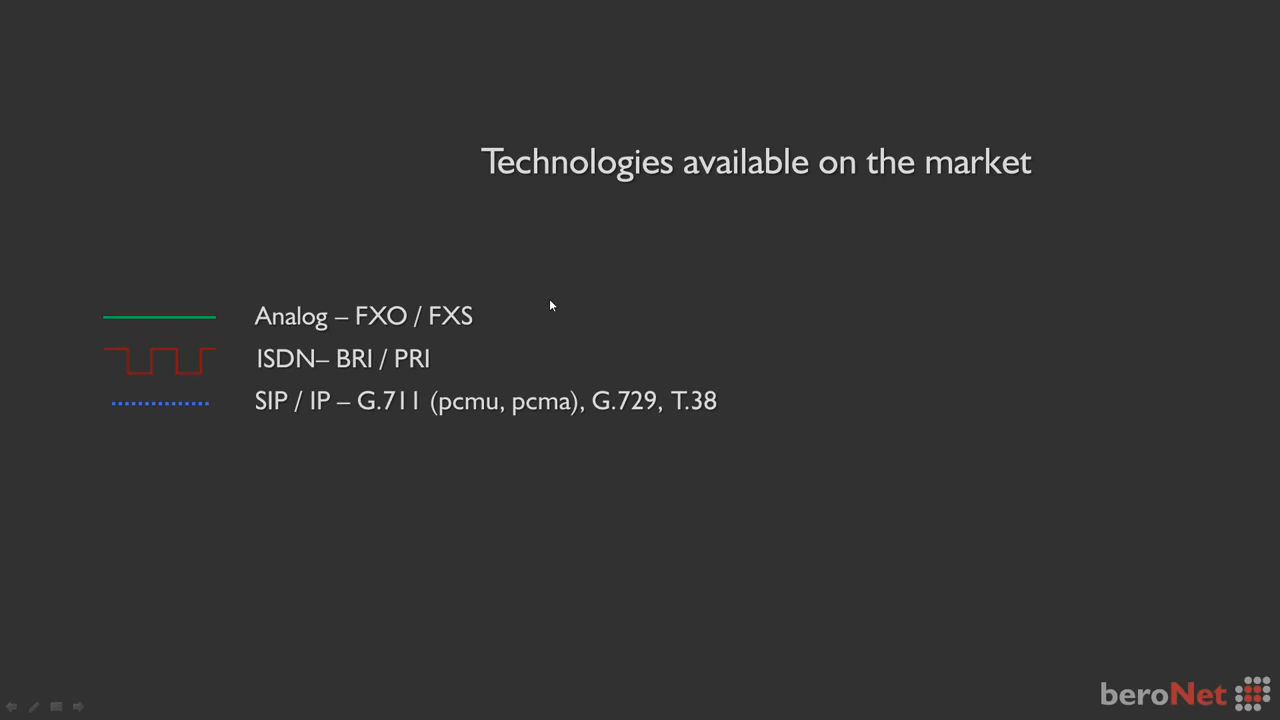 Technologies available on the market
Analog – FXO / FXS
ISDN– BRI / PRI
SIP / IP – G.711 (pcmu, pcma), G.729, T.38
beroNet